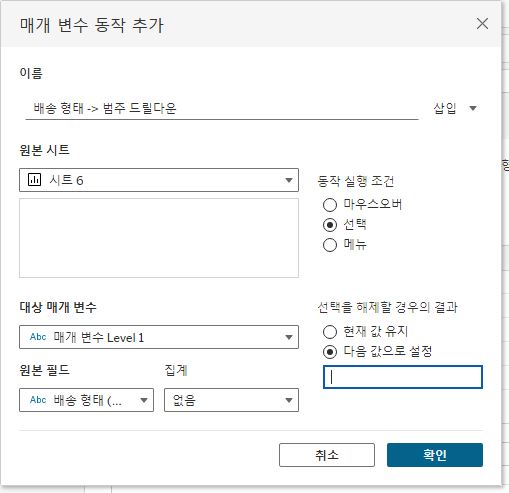 매개 변수 동작 추가
이름
배송 형태 -> 범주 드릴다운
삽입
원본 시트
시트 6
동작 실행 조건
마우스오버
선택
메뉴
대상 매개 변수
Abc 매개 변수 Level 1
선택을 해제할 경우의 결과
현재 값 유지
다음 값으로 설정
원본 필드
집계
Abc 배송 형태 (...
없음
취소
확인